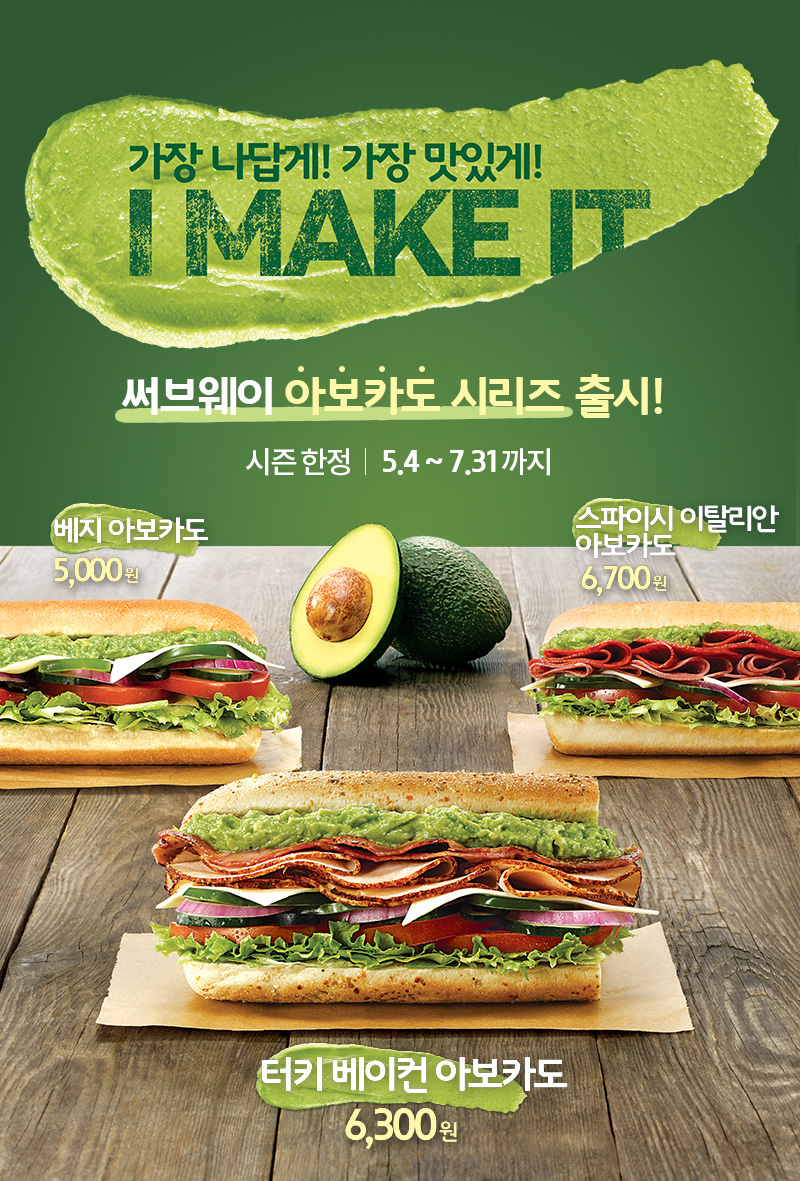 가장 나답게! 가장 맛있게!
I MAKE IT
써브웨이 아보카도 시리즈 출시!
시즌 한정 | 5.4 ~ 7.31까지
베지 아보카도
5,000원
스파이시 이탈리안
아보카도
6,700원
터키 베이컨 아보카도
6,300원